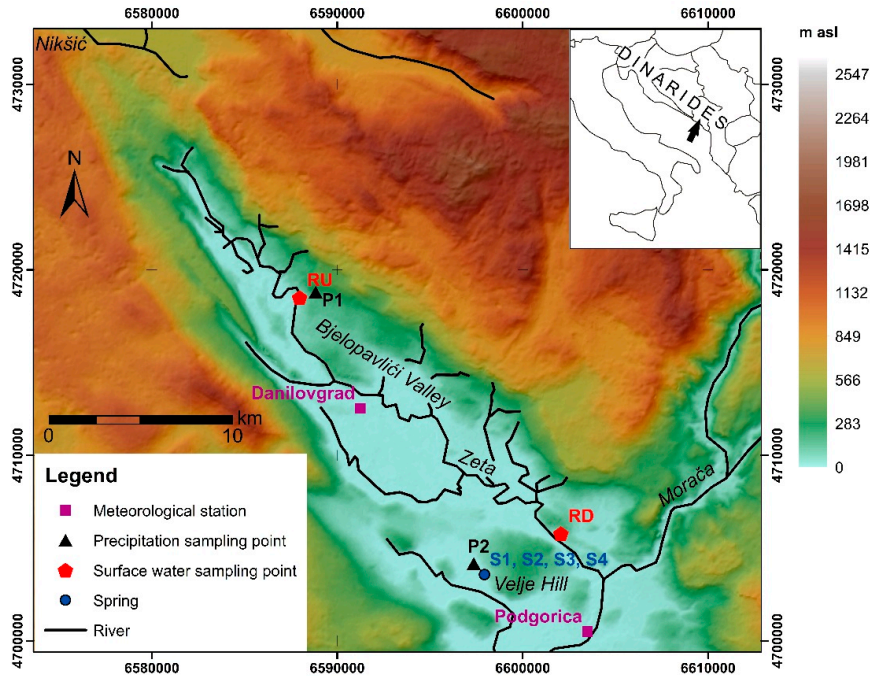 6580000 6590000 6600000 6610000
m asl
Nikšić
4730000
4720000
4710000
4700000
N
DINARIDES
2547
2264
1981
1698
1415
1132
849
566
283
0
RU
P1
Bjelopavlići Valley
Danilovgrad
km
0 10
Zeta
Morača
RD
P2
S1, S2, S3, S4
Velje Hill
Podgorica
Legend
Meteorological station
Precipitation sampling point
Surface water sampling point
Spring
River
4730000
4720000
4710000
4700000
6580000 6590000 6600000 6610000